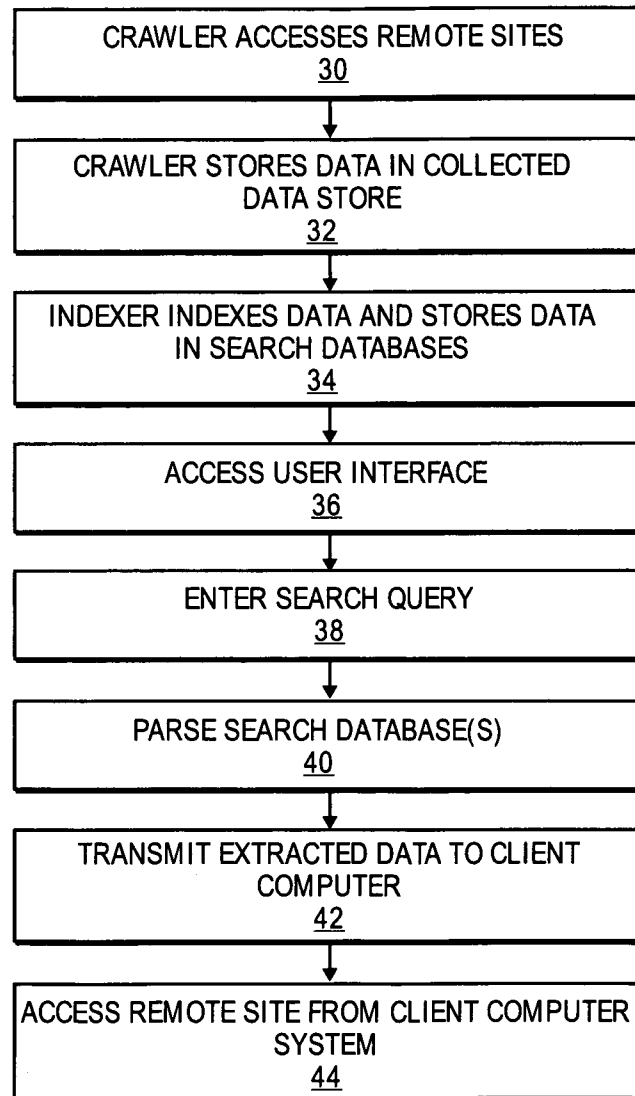 CRAWLER ACCESSES REMOTE SITES
30
CRAWLER STORES DATA IN COLLECTED
DATA STORE
32
INDEXER INDEXES DATA AND STORES DATA
IN SEARCH DATABASES
34
ACCESS USER INTERFACE
36
ENTER SEARCH QUERY
38
PARSE SEARCH DATABASE(S)
40
TRANSMIT EXTRACTED DATA TO CLIENT
COMPUTER
42
ACCESS REMOTE SITE FROM CLIENT COMPUTER
SYSTEM
44